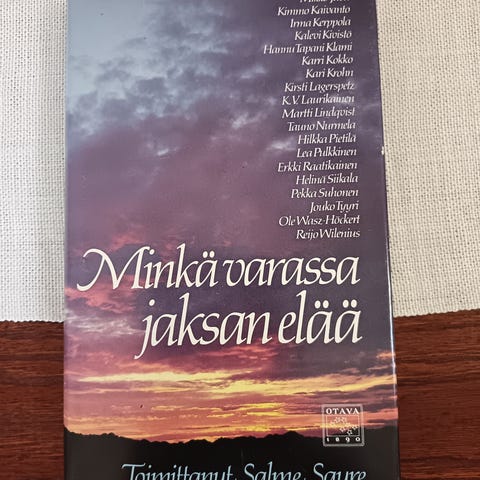 Kimmo Kaivanto
Irma Kerppola
Kalevi Kivistö
Hannu Tapani Klami
Karri Kokko
Kari Krohn
Kirsti Lagerspetz
K.V. Laurikainen
Martti Lindqvist
Tauno Nurmela
Hilkka Pietilä
Lea Pulkkinen
Erkki Raatikainen
Helinä Siikala
Pekka Suhonen
Jouko Tyyri
Ole Wasz-Höckert
Reijo Wilenius
Minkä varassa
jaksan elää
OTAVA
1890
Toimittanut Salme Saure